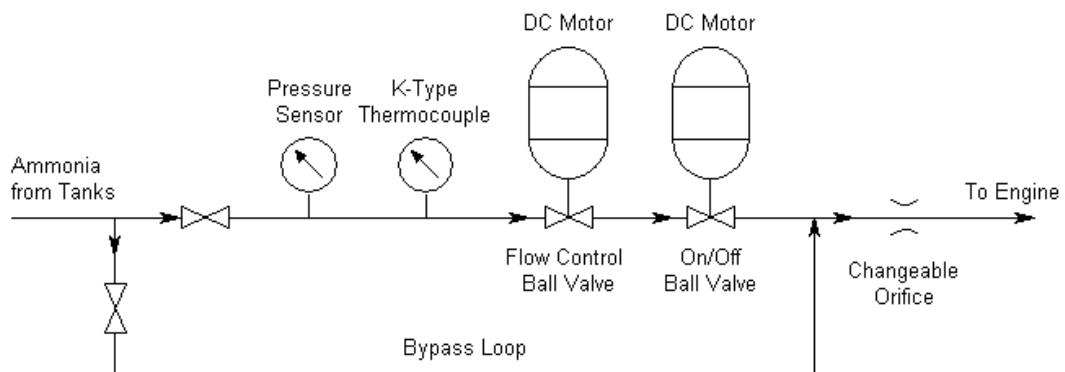 DC Motor
DC Motor
Pressure
Sensor
K-Type
Thermocouple
Ammonia
from Tanks
To Engine
Flow Control
Ball Valve
On/Off
Ball Valve
Changeable
Orifice
Bypass Loop